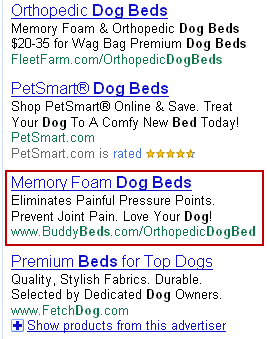 Orthopedic Dog Beds
Memory Foam & Orthopedic Dog Beds
$20-35 for Wag Bag Premium Dog Beds
FleetFarm.com/OrthopedicDogBeds
PetSmart® Dog Beds
Shop PetSmart® Online & Save. Treat
Your Dog To A Comfy New Bed Today!
PetSmart.com
PetSmart.com is rated
Memory Foam Dog Beds
Eliminates Painful Pressure Points.
Prevent Joint Pain. Love Your Dog!
www.BuddyBeds.com/OrthopedicDogBed
Premium Beds for Top Dogs
Quality, Stylish Fabrics. Durable.
Selected by Dedicated Dog Owners.
www.FetchDog.com
Show products from this advertiser